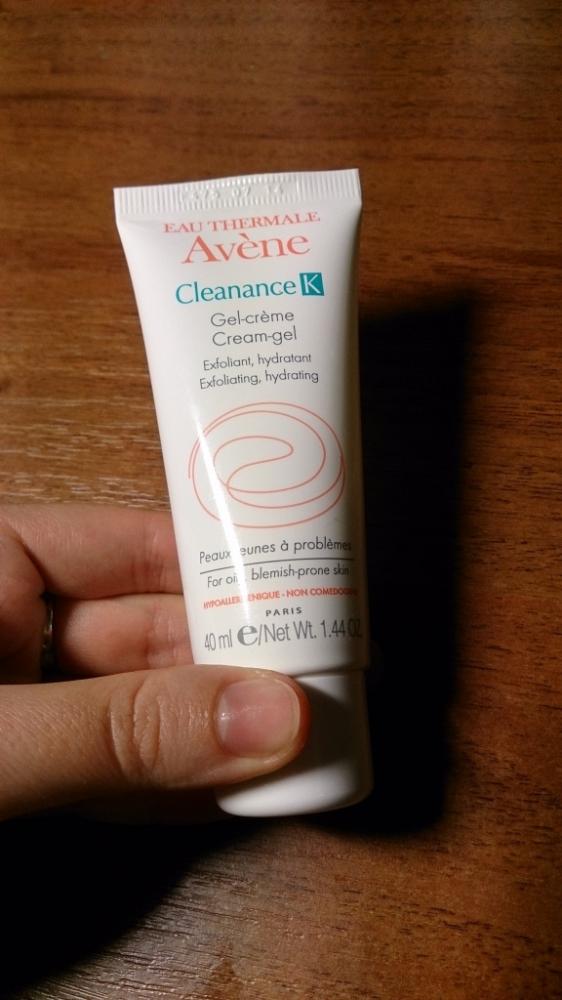 EAU THERMALE
Avène
Cleanance K
Gel-crème
Cream-gel
Exfoliant, hydratant
Exfoliating, hydrating
Peaux jeunes à problèmes
For oily, blemish-prone skin
HYPOALLERGENIQUE - NON COMEDOGENE
PARIS
40 ml e/Net Wt. 1.44 OZ.